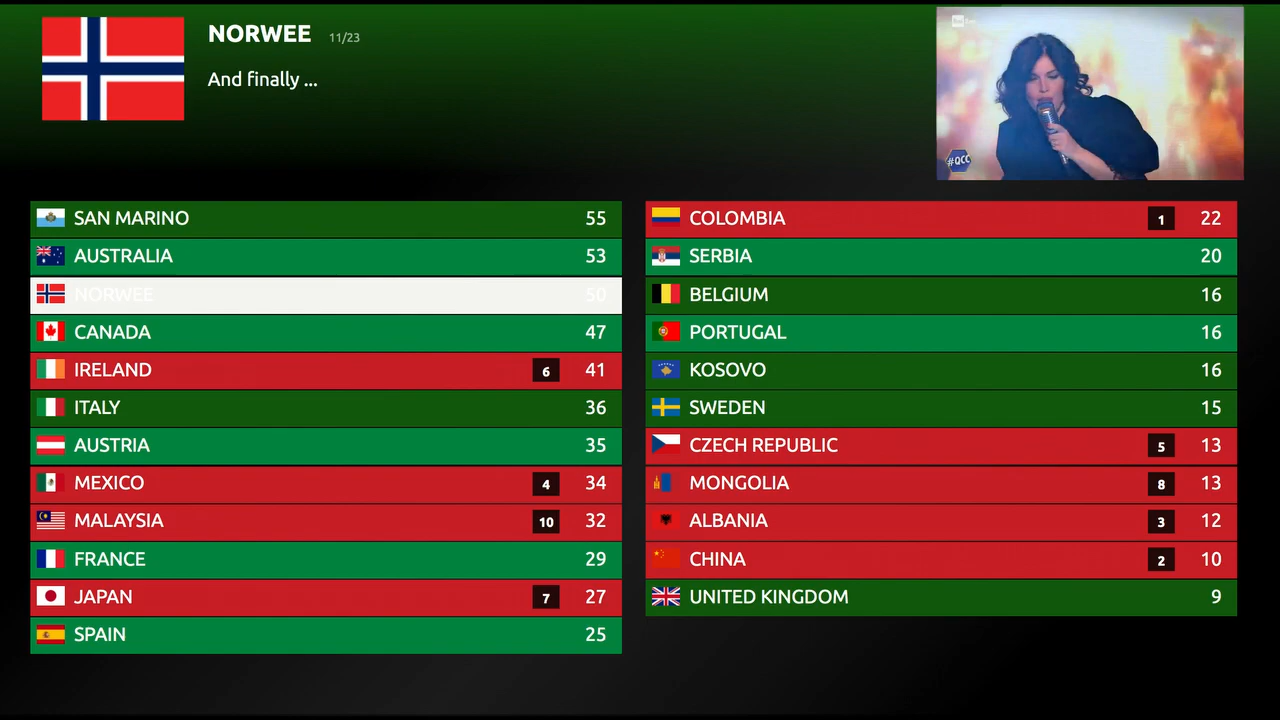 NORWEE 11/23
And finally ...
Rai
#QCC
SAN MARINO 55
AUSTRALIA 53
NORWEE 50
CANADA 47
IRELAND 6 41
ITALY 36
AUSTRIA 35
MEXICO 4 34
MALAYSIA 10 32
FRANCE 29
JAPAN 7 27
SPAIN 25
COLOMBIA 1 22
SERBIA 20
BELGIUM 16
PORTUGAL 16
KOSOVO 16
SWEDEN 15
CZECH REPUBLIC 5 13
MONGOLIA 8 13
ALBANIA 3 12
CHINA 2 10
UNITED KINGDOM 9